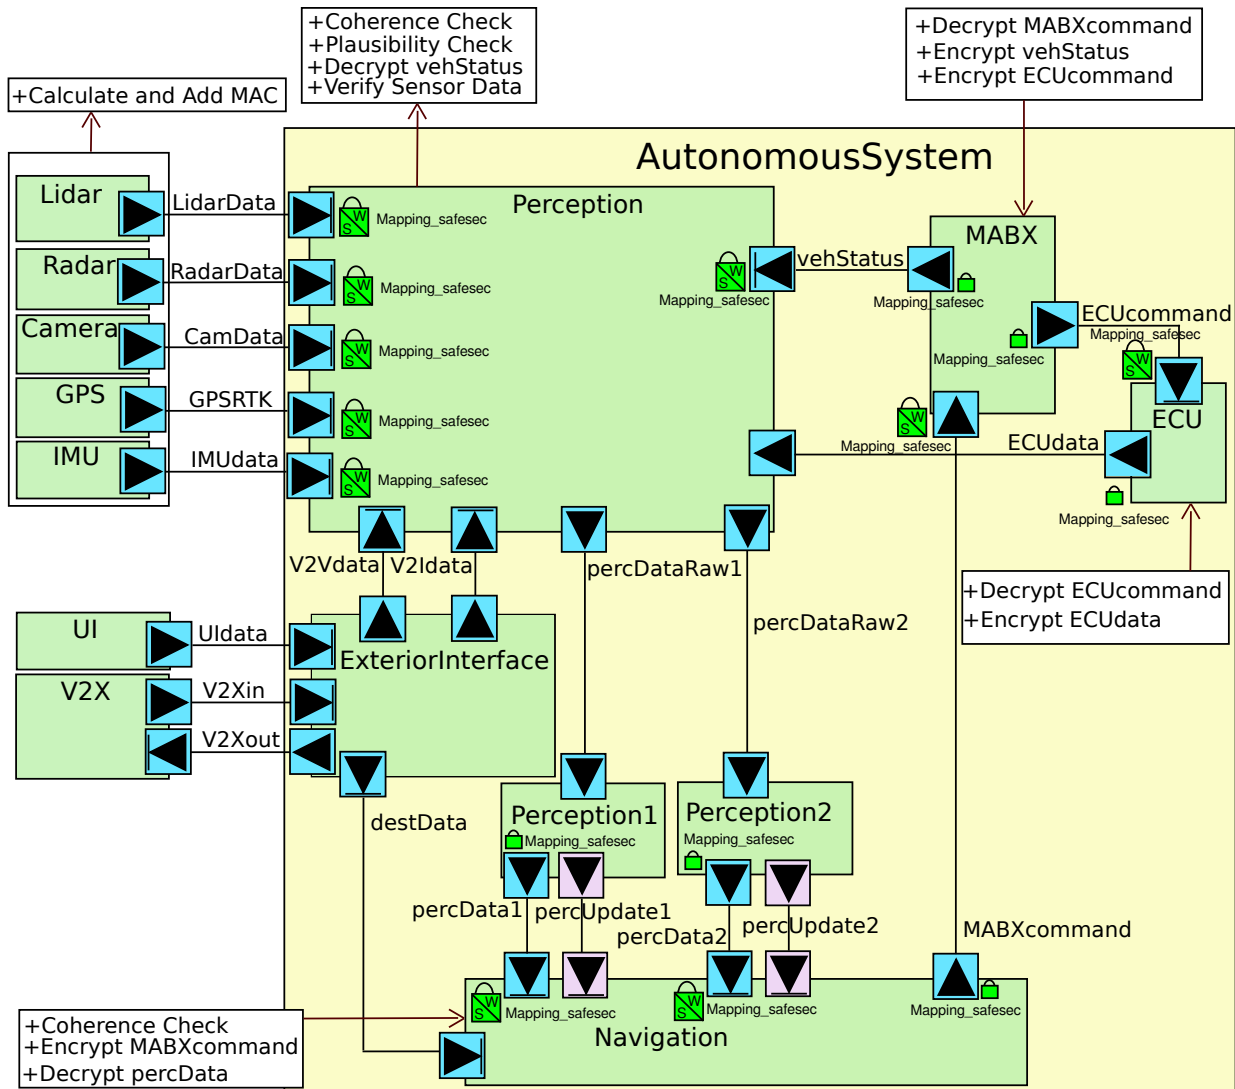 +Coherence Check
+Plausibility Check
+Decrypt vehStatus
+Verify Sensor Data
+Decrypt MABXcommand
+Encrypt vehStatus
+Encrypt ECUcommand
+Calculate and Add MAC
AutonomousSystem
Lidar
LidarData
W
S
Mapping_safesec
Perception
Radar
RadarData
W
S
Mapping_safesec
Camera
CamData
W
S
Mapping_safesec
GPS
GPSRTK
W
S
Mapping_safesec
IMU
IMUdata
W
S
Mapping_safesec
W
S
Mapping_safesec
vehStatus
MABX
Mapping_safesec
ECUcommand
Mapping_safesec
Mapping_safesec
W
S
W
S
Mapping_safesec
ECU
ECUdata
Mapping_safesec
V2Vdata
V2Idata
percDataRaw1
percDataRaw2
+Decrypt ECUcommand
+Encrypt ECUdata
UI
UIdata
ExteriorInterface
V2X
V2Xin
V2Xout
destData
Perception1
Mapping_safesec
Perception2
Mapping_safesec
percData1
percUpdate1
percData2
percUpdate2
MABXcommand
W
S
Mapping_safesec
W
S
Mapping_safesec
Mapping_safesec
Navigation
+Coherence Check
+Encrypt MABXcommand
+Decrypt percData